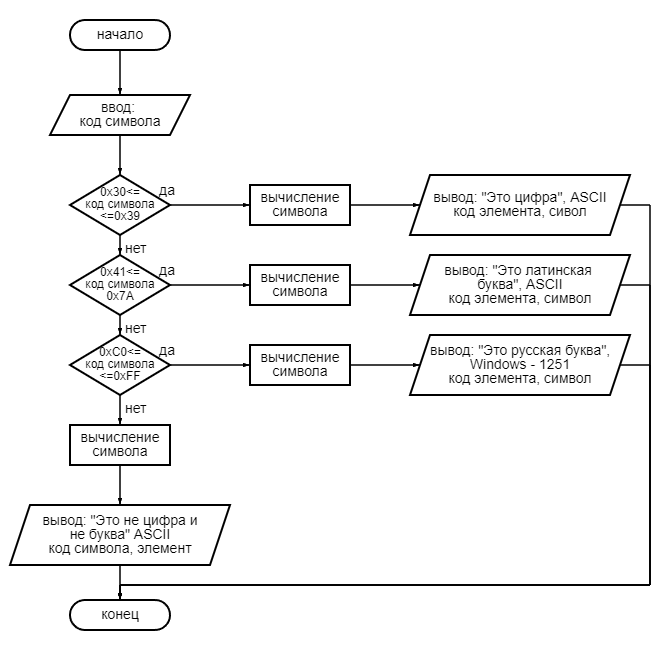 начало
ввод:
код символа
0x30<=
код символа
<=0x39
да
вычисление
символа
вывод: "Это цифра", ASCII
код элемента, сивол
нет
0x41<=
код символа
0x7A
да
вычисление
символа
вывод: "Это латинская
буква", ASCII
код элемента, символ
нет
0xC0<=
код символа
<=0xFF
да
вычисление
символа
вывод: "Это русская буква",
Windows - 1251
код элемента, символ
нет
вычисление
символа
вывод: "Это не цифра и
не буква" ASCII
код символа, элемент
конец